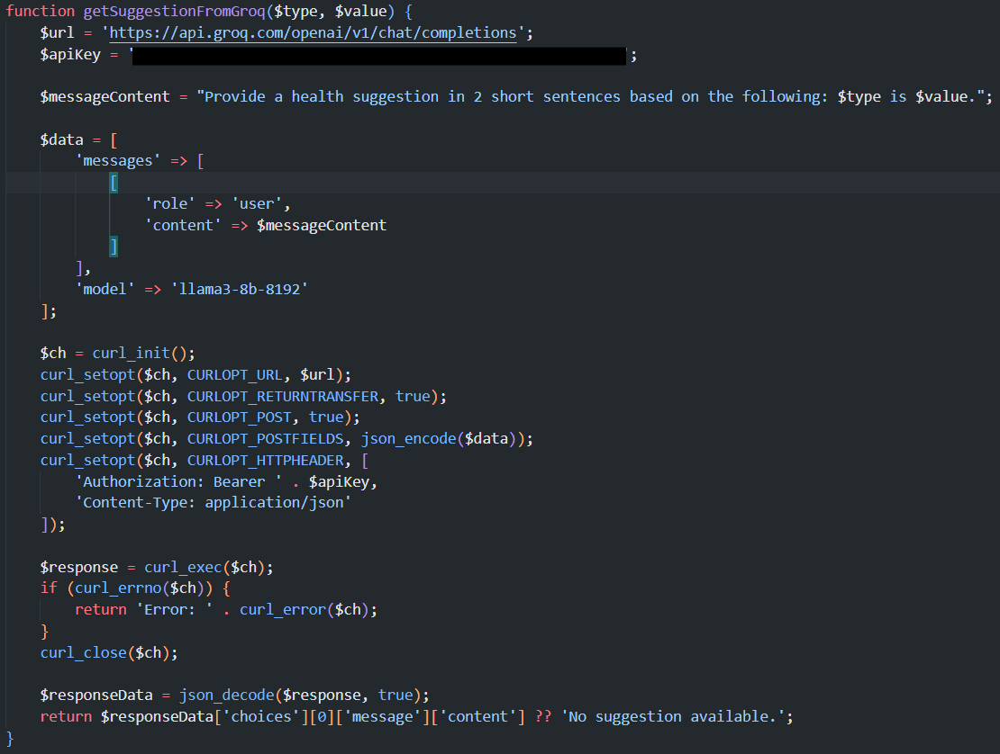 function getSuggestionFromGroq($type, $value) {
    $url = 'https://api.groq.com/openai/v1/chat/completions';
    $apiKey = '';

    $messageContent = "Provide a health suggestion in 2 short sentences based on the following: $type is $value.";

    $data = [
        'messages' => [
            [
                'role' => 'user',
                'content' => $messageContent
            ]
        ],
        'model' => 'llama3-8b-8192'
    ];

    $ch = curl_init();
    curl_setopt($ch, CURLOPT_URL, $url);
    curl_setopt($ch, CURLOPT_RETURNTRANSFER, true);
    curl_setopt($ch, CURLOPT_POST, true);
    curl_setopt($ch, CURLOPT_POSTFIELDS, json_encode($data));
    curl_setopt($ch, CURLOPT_HTTPHEADER, [
        'Authorization: Bearer ' . $apiKey,
        'Content-Type: application/json'
    ]);

    $response = curl_exec($ch);
    if (curl_errno($ch)) {
        return 'Error: ' . curl_error($ch);
    }
    curl_close($ch);

    $responseData = json_decode($response, true);
    return $responseData['choices'][0]['message']['content'] ?? 'No suggestion available.';
}